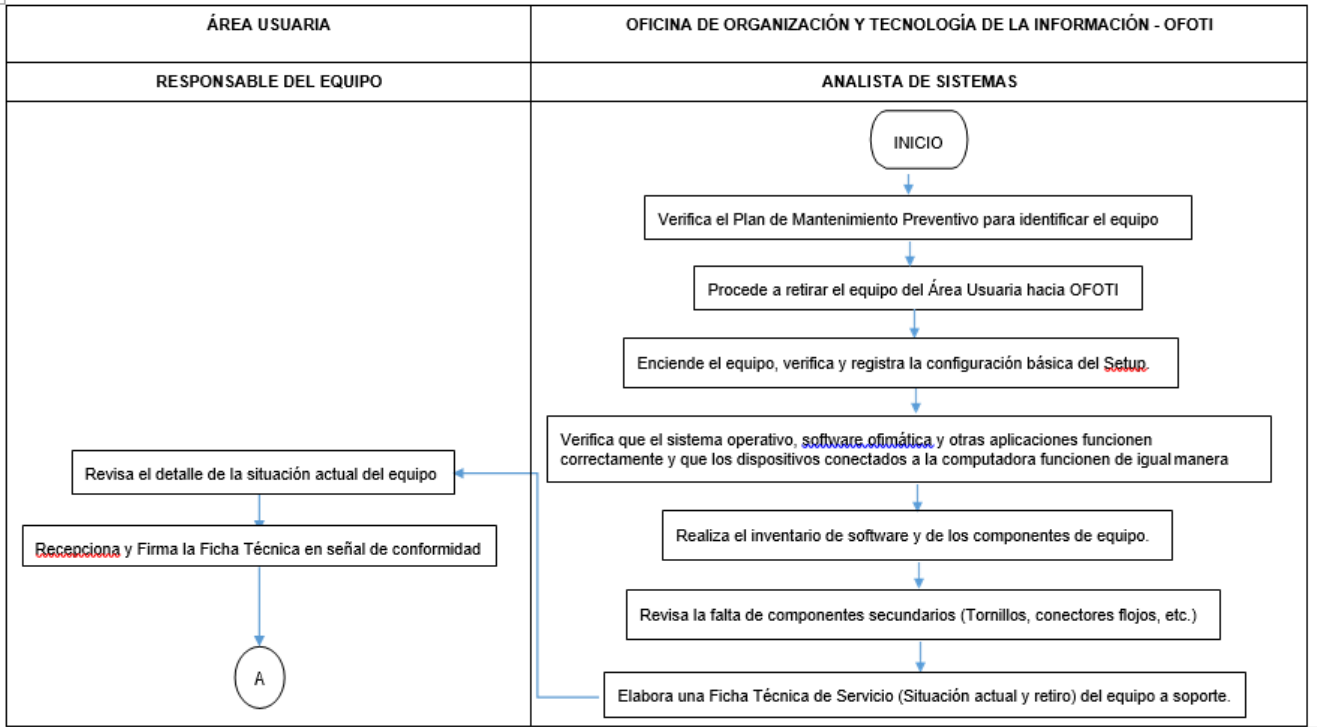 ÁREA USUARIA
OFICINA DE ORGANIZACIÓN Y TECNOLOGÍA DE LA INFORMACIÓN - OFOTI
RESPONSABLE DEL EQUIPO
ANALISTA DE SISTEMAS
INICIO
Verifica el Plan de Mantenimiento Preventivo para identificar el equipo
Procede a retirar el equipo del Área Usuaria hacia OFOTI
Enciende el equipo, verifica y registra la configuración básica del Setup.
Verifica que el sistema operativo, software ofimática y otras aplicaciones funcionen
correctamente y que los dispositivos conectados a la computadora funcionen de igual manera
Realiza el inventario de software y de los componentes de equipo.
Revisa la falta de componentes secundarios (Tornillos, conectores flojos, etc.)
Elabora una Ficha Técnica de Servicio (Situación actual y retiro) del equipo a soporte.
Revisa el detalle de la situación actual del equipo
Recepciona y Firma la Ficha Técnica en señal de conformidad
A